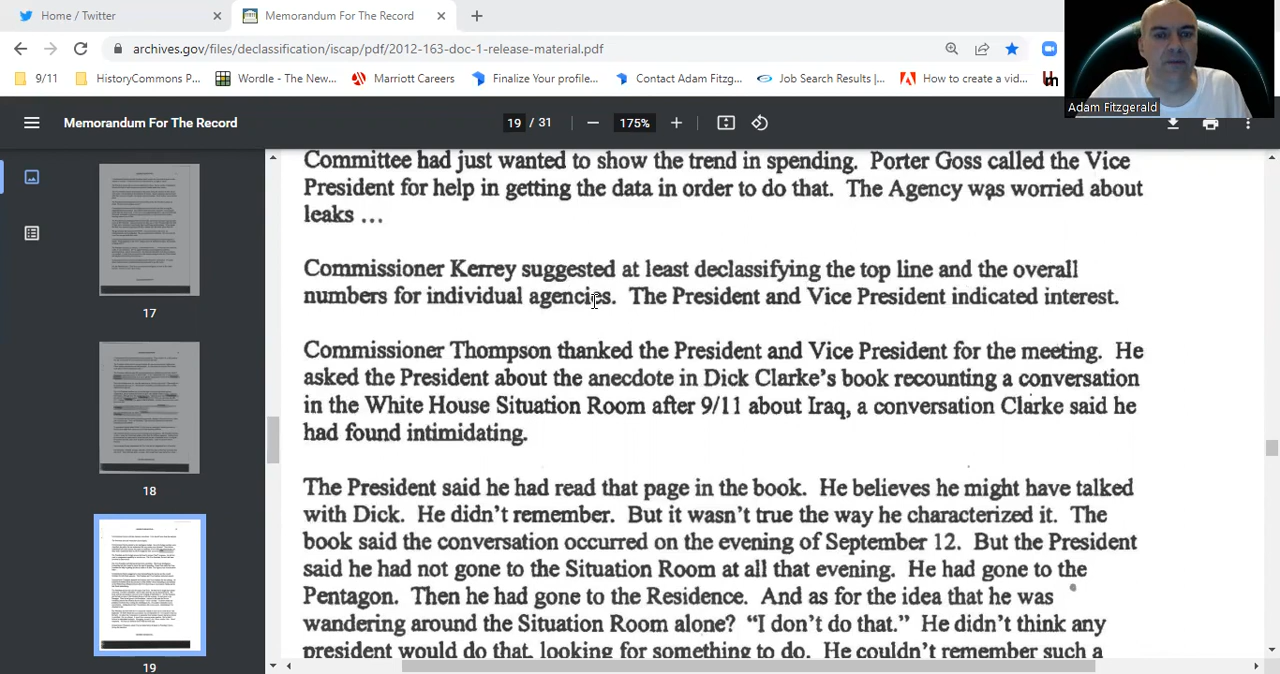 Home / Twitter
Memorandum For The Record
archives.gov/files/declassification/iscap/pdf/2012-163-doc-1-release-material.pdf
9/11
HistoryCommons P...
Wordle - The New...
Marriott Careers
Finalize Your profile...
Contact Adam Fitzg...
Job Search Results |...
How to create a vid...
Adam Fitzgerald
Memorandum For The Record
19 / 31
175%
17
18
19
Committee had just wanted to show the trend in spending. Porter Goss called the Vice
President for help in getting the data in order to do that. The Agency was worried about
leaks ...
Commissioner Kerrey suggested at least declassifying the top line and the overall
numbers for individual agencies. The President and Vice President indicated interest.
Commissioner Thompson thanked the President and Vice President for the meeting. He
asked the President about the anecdote in Dick Clarke's book recounting a conversation
in the White House Situation Room after 9/11 about Iraq, a conversation Clarke said he
had found intimidating.
The President said he had read that page in the book. He believes he might have talked
with Dick. He didn't remember. But it wasn't true the way he characterized it. The
book said the conversation occurred on the evening of September 12. But the President
said he had not gone to the Situation Room at all that evening. He had gone to the
Pentagon. Then he had gone to the Residence. And as for the idea that he was
wandering around the Situation Room alone? "I don't do that." He didn't think any
president would do that, looking for something to do. He couldn't remember such a